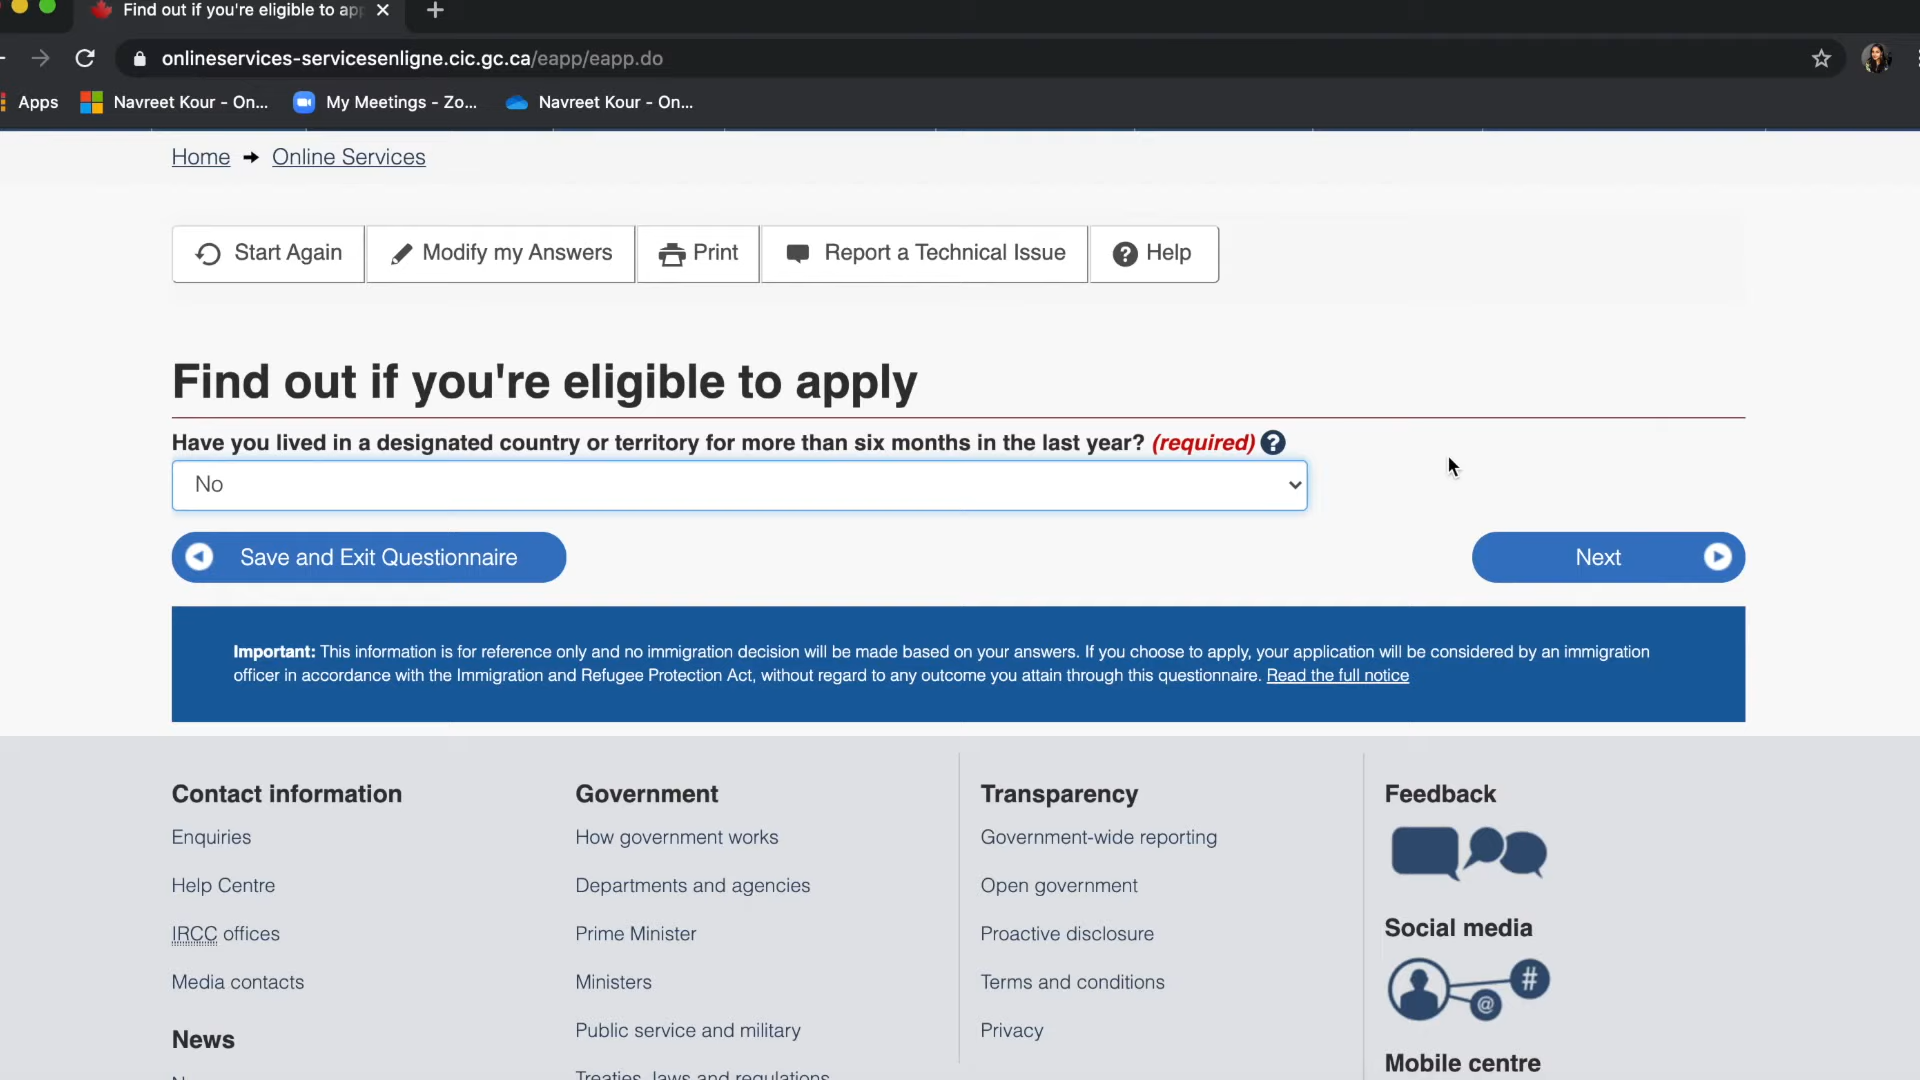 Find out if you're eligible to app
onlineservices-servicesenligne.cic.gc.ca/eapp/eapp.do
Apps Navreet Kour - On... My Meetings - Zo... Navreet Kour - On...
Home Online Services
Start Again Modify my Answers Print Report a Technical Issue Help
Find out if you're eligible to apply
Have you lived in a designated country or territory for more than six months in the last year? (required)
No
Save and Exit Questionnaire Next
Important: This information is for reference only and no immigration decision will be made based on your answers. If you choose to apply, your application will be considered by an immigration
officer in accordance with the Immigration and Refugee Protection Act, without regard to any outcome you attain through this questionnaire. Read the full notice
Contact information
Enquiries
Help Centre
IRCC offices
Media contacts
News
Government
How government works
Departments and agencies
Prime Minister
Ministers
Public service and military
Treaties, laws and regulations
Transparency
Government-wide reporting
Open government
Proactive disclosure
Terms and conditions
Privacy
Feedback
Social media
Mobile centre